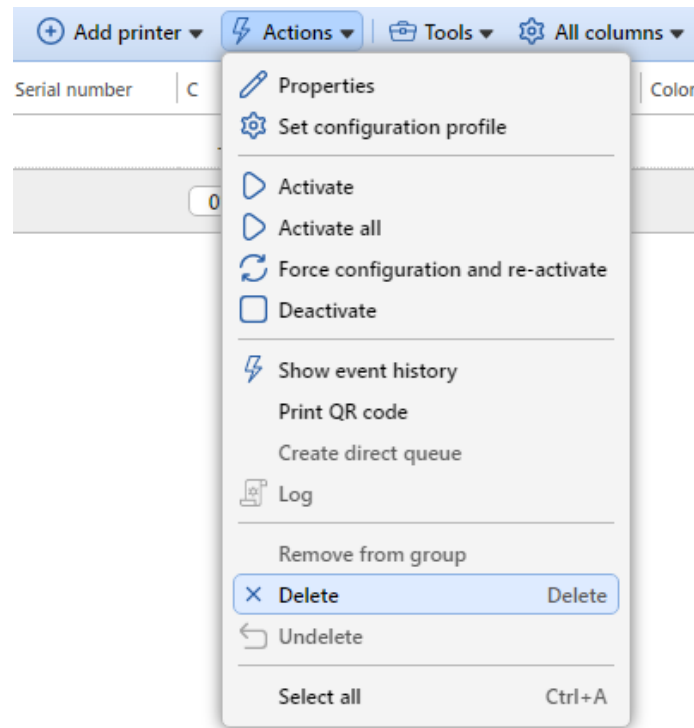 Add printer Actions Tools All columns
Serial number C Color
Properties
Set configuration profile
0
Activate
Activate all
Force configuration and re-activate
Deactivate
Show event history
Print QR code
Create direct queue
Log
Remove from group
Delete Delete
Undelete
Select all Ctrl+A